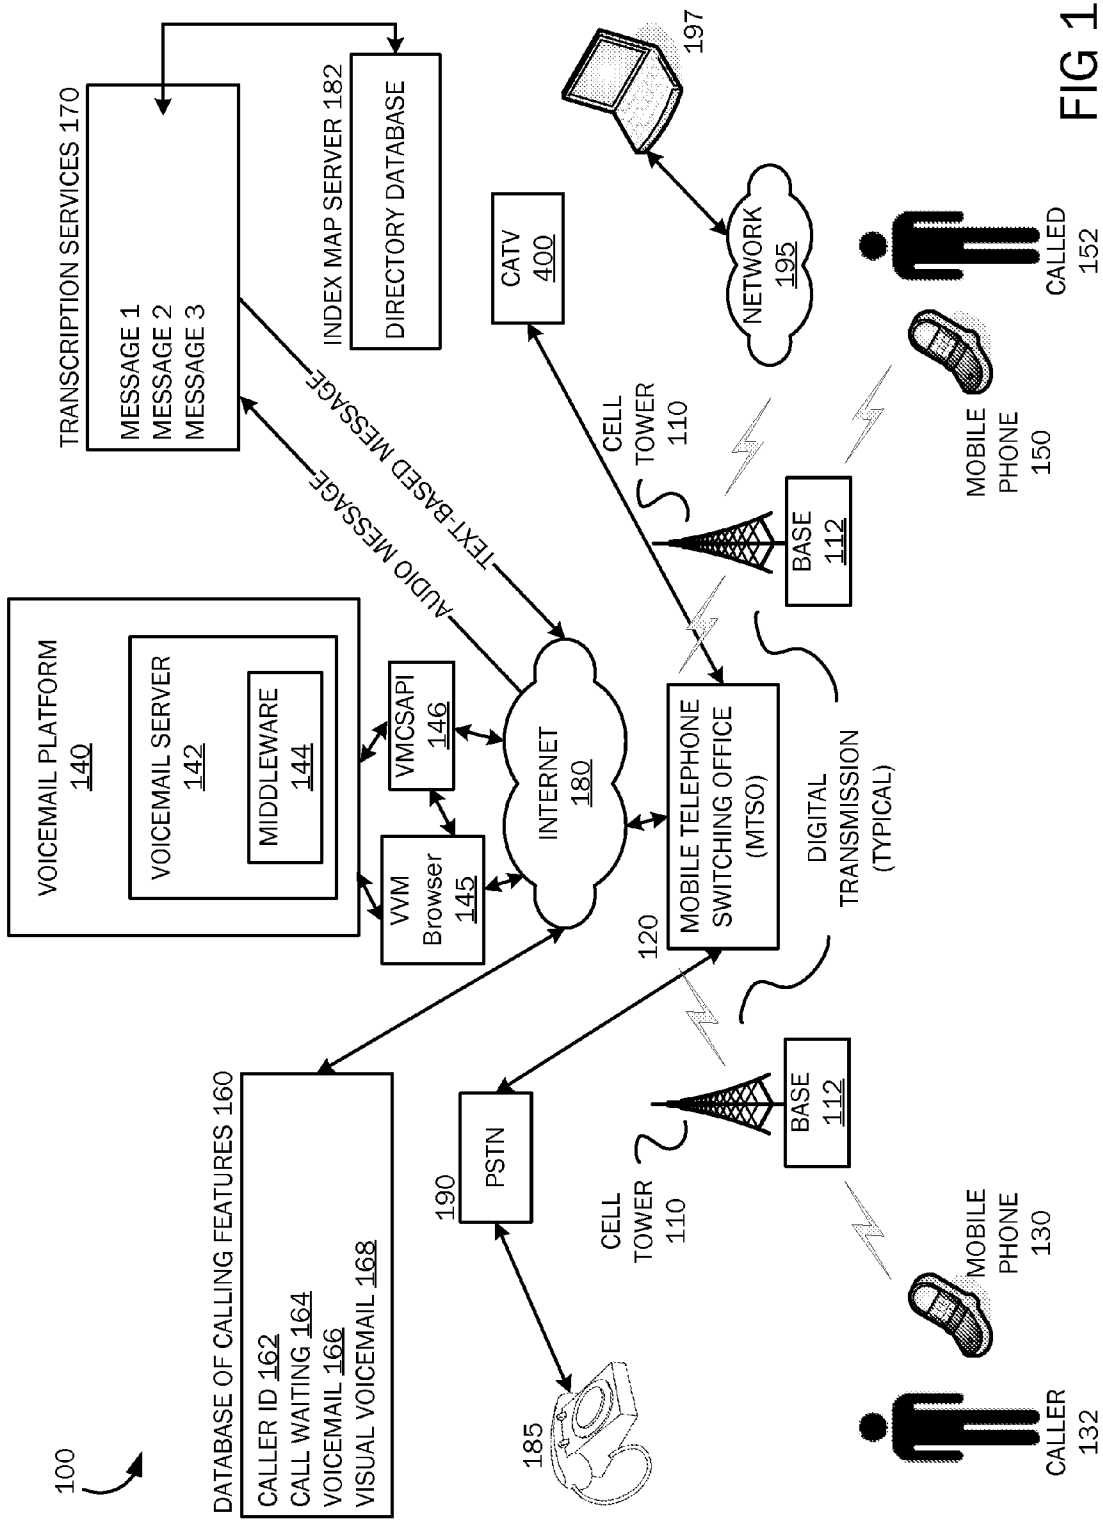 100
DATABASE OF CALLING FEATURES 160
CALLER ID 162
CALL WAITING 164
VOICEMAIL 166
VISUAL VOICEMAIL 168
VOICEMAIL PLATFORM
140
VOICEMAIL SERVER
142
MIDDLEWARE
144
TRANSCRIPTION SERVICES 170
MESSAGE 1
MESSAGE 2
MESSAGE 3
INDEX MAP SERVER 182
DIRECTORY DATABASE
VVM
Browser
145
VMCSAPI
146
AUDIO MESSAGE
TEXT-BASED MESSAGE
INTERNET
180
185
190
PSTN
120
MOBILE TELEPHONE
SWITCHING OFFICE
(MTSO)
CATV
400
197
NETWORK
195
CELL
TOWER
110
BASE
112
DIGITAL
TRANSMISSION
(TYPICAL)
CELL
TOWER
110
BASE
112
CALLER
132
MOBILE
PHONE
130
MOBILE
PHONE
150
CALLED
152
FIG 1